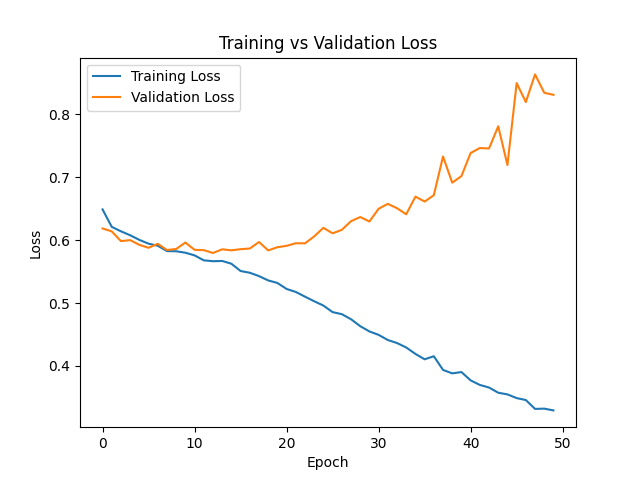 Training vs Validation Loss
Training Loss
Validation Loss
0.8
0.7
0.6
0.5
0.4
Loss
0 10 20 30 40 50
Epoch